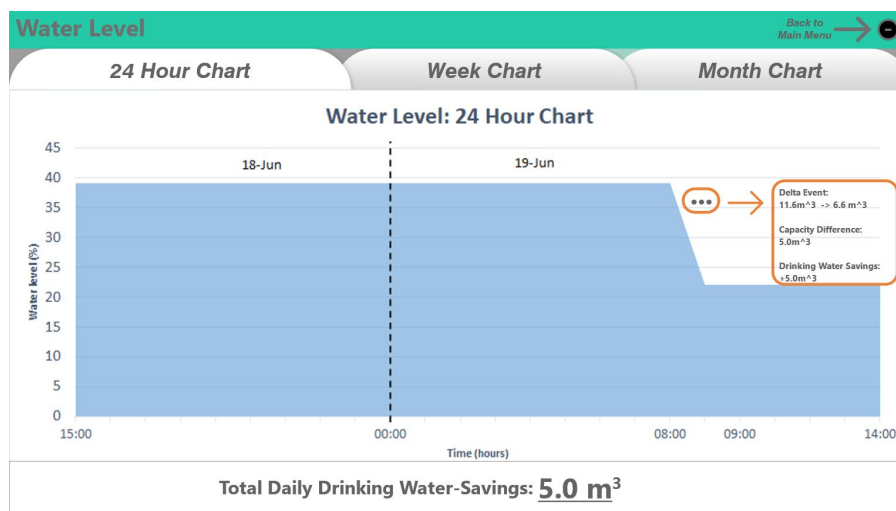 Water Level
Back to
Main Menu
24 Hour Chart
Week Chart
Month Chart
Water Level: 24 Hour Chart
18-Jun
19-Jun
Delta Event:
11.6m^3 -> 6.6 m^3
Capacity Difference:
5.0m^3
Drinking Water Savings:
+5.0m^3
Water level (%)
45
40
35
30
25
20
15
10
5
0
15:00
00:00
08:00
09:00
14:00
Time (hours)
Total Daily Drinking Water-Savings: 5.0 m³